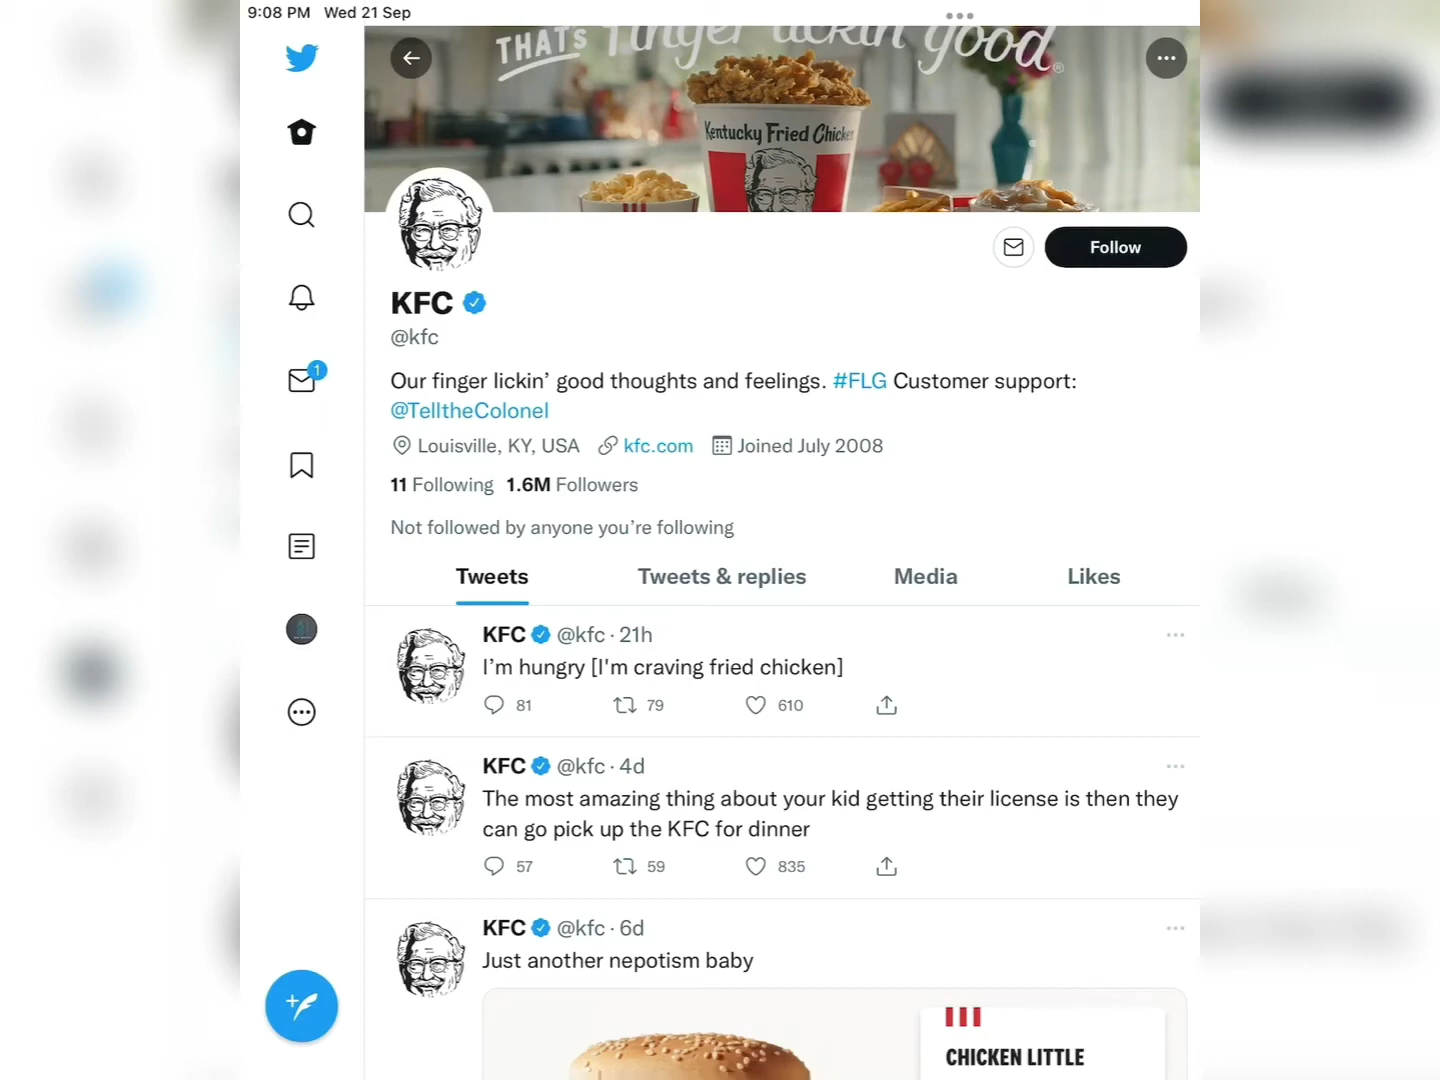 9:08 PM Wed 21 Sep
THAT'S finger lickin' good®
Kentucky Fried Chicken
Follow
KFC
@kfc
Our finger lickin’ good thoughts and feelings. #FLG Customer support:
@TelltheColonel
Louisville, KY, USA kfc.com Joined July 2008
11 Following 1.6M Followers
Not followed by anyone you’re following
Tweets Tweets & replies Media Likes
KFC @kfc · 21h
I’m hungry [I'm craving fried chicken]
81 79 610
KFC @kfc · 4d
The most amazing thing about your kid getting their license is then they
can go pick up the KFC for dinner
57 59 835
KFC @kfc · 6d
Just another nepotism baby
CHICKEN LITTLE
1